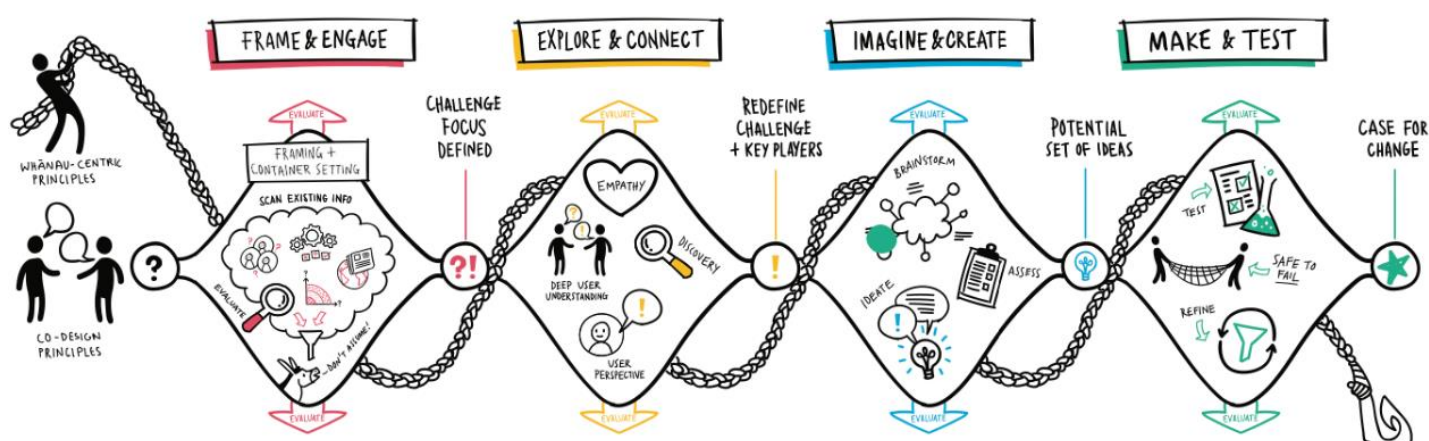 FRAME & ENGAGE
EXPLORE & CONNECT
IMAGINE & CREATE
MAKE & TEST
WHĀNAU-CENTRIC
PRINCIPLES
CO-DESIGN
PRINCIPLES
?
EVALUATE
FRAMING +
CONTAINER SETTING
SCAN EXISTING INFO
? ?
?
?
?
EVALUATE
DON'T ASSUME!
EVALUATE
CHALLENGE
FOCUS
DEFINED
?!
EVALUATE
EMPATHY
?
!
DEEP USER
UNDERSTANDING
DISCOVERY
!
USER
PERSPECTIVE
EVALUATE
REDEFINE
CHALLENGE
+ KEY PLAYERS
!
EVALUATE
BRAINSTORM
ASSESS
IDEATE
!
EVALUATE
POTENTIAL
SET OF IDEAS
EVALUATE
TEST
SAFE TO
FAIL
REFINE
EVALUATE
CASE FOR
CHANGE